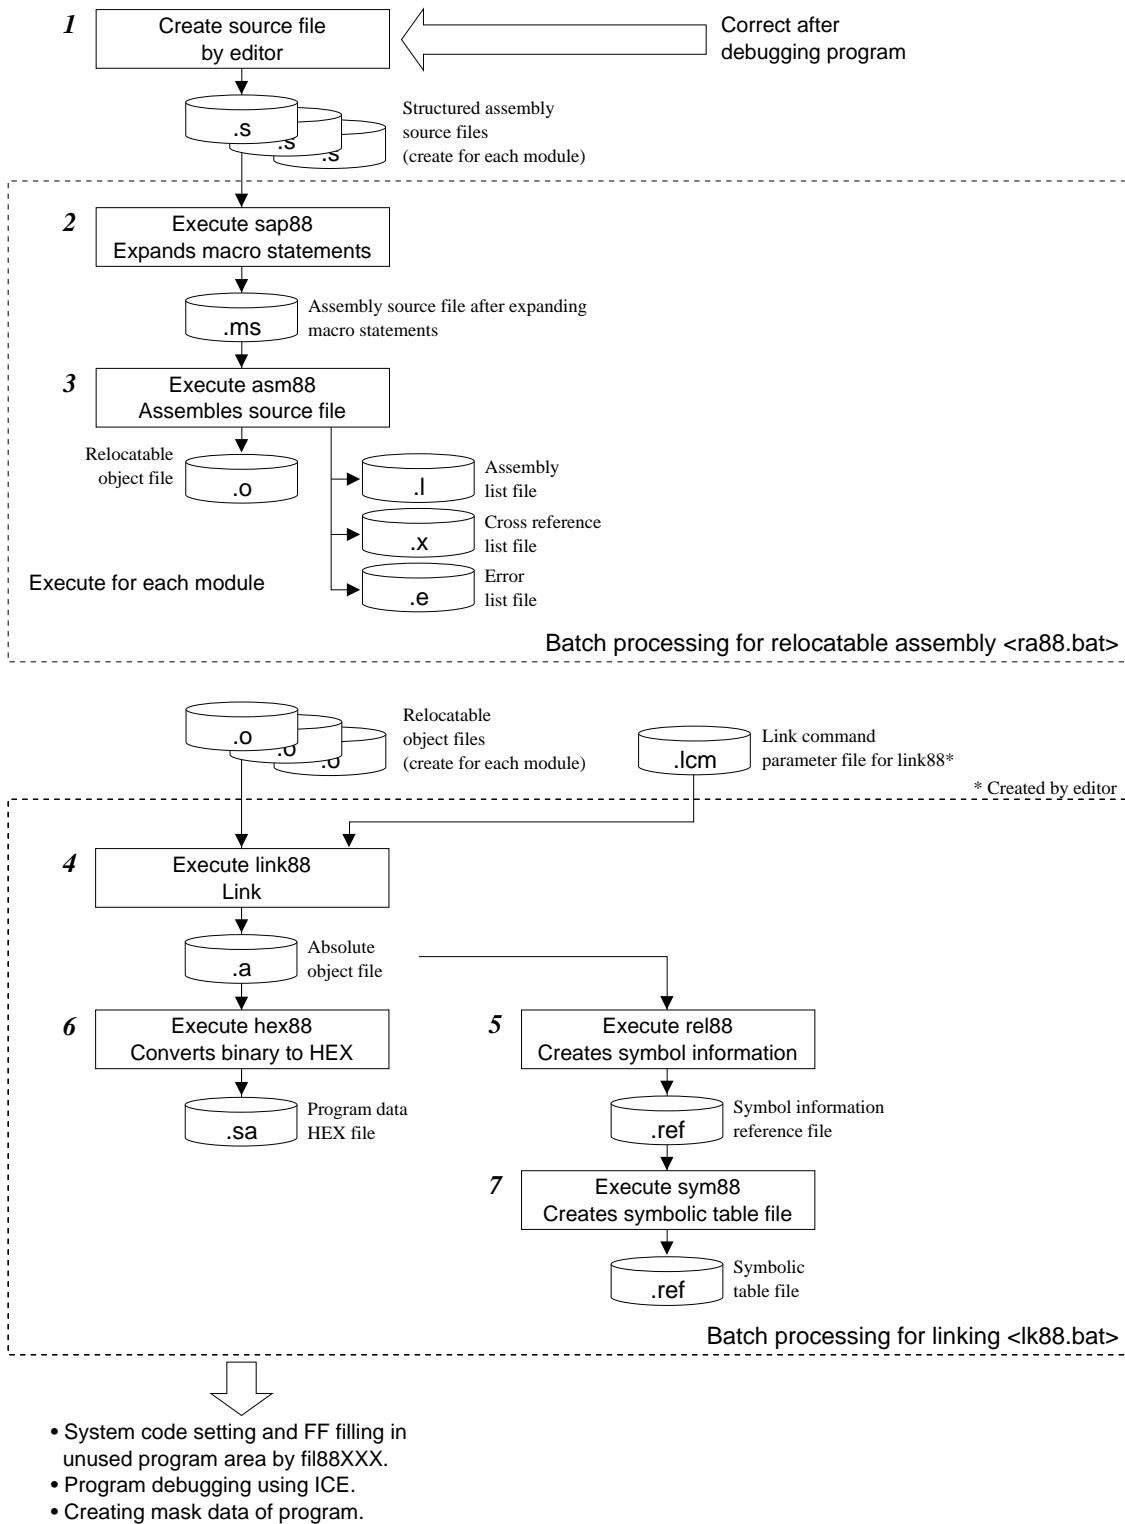 1
Create source file
by editor
Correct after
debugging program
.s
.s
.s
Structured assembly
source files
(create for each module)
2
Execute sap88
Expands macro statements
.ms
Assembly source file after expanding
macro statements
3
Execute asm88
Assembles source file
Relocatable
object file
.o
.l
Assembly
list file
.x
Cross reference
list file
.e
Error
list file
Execute for each module
Batch processing for relocatable assembly <ra88.bat>
.o
.o
.o
Relocatable
object files
(create for each module)
.lcm
Link command
parameter file for link88*
* Created by editor
4
Execute link88
Link
.a
Absolute
object file
6
Execute hex88
Converts binary to HEX
5
Execute rel88
Creates symbol information
.sa
Program data
HEX file
.ref
Symbol information
reference file
7
Execute sym88
Creates symbolic table file
.ref
Symbolic
table file
Batch processing for linking <lk88.bat>
• System code setting and FF filling in
unused program area by fil88XXX.
• Program debugging using ICE.
• Creating mask data of program.